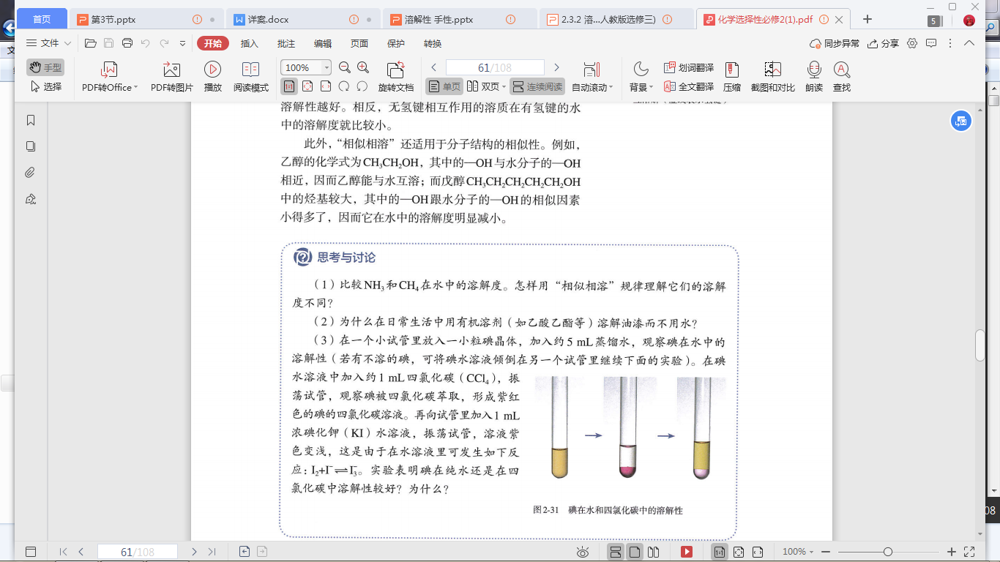 首页
第3节.pptx
详案.docx
溶解性 手性.pptx
2.3.2 溶...人教版选修三)
化学选择性必修2(1).pdf
5
文件
开始
插入
批注
编辑
页面
保护
转换
同步异常
分享
手型
选择
PDF转Office
PDF转图片
播放
阅读模式
100%
旋转文档
61/108
单页
双页
连续阅读
自动滚动
背景
划词翻译
全文翻译
压缩
截图和对比
朗读
查找
溶解性越好。相反，无氢键相互作用的溶质在有氢键的水
中的溶解度就比较小。
此外，“相似相溶”还适用于分子结构的相似性。例如，
乙醇的化学式为CH₃CH₂OH，其中的—OH与水分子的—OH
相近，因而乙醇能与水互溶；而戊醇CH₃CH₂CH₂CH₂CH₂OH
中的烃基较大，其中的—OH跟水分子的—OH的相似因素
小得多了，因而它在水中的溶解度明显减小。
思考与讨论
（1）比较NH₃和CH₄在水中的溶解度。怎样用“相似相溶”规律理解它们的溶解
度不同？
（2）为什么在日常生活中用有机溶剂（如乙酸乙酯等）溶解油漆而不用水？
（3）在一个小试管里放入一小粒碘晶体，加入约5 mL蒸馏水，观察碘在水中的
溶解性（若有不溶的碘，可将碘水溶液倾倒在另一个试管里继续下面的实验）。在碘
水溶液中加入约1 mL四氯化碳（CCl₄），振
荡试管，观察碘被四氯化碳萃取，形成紫红
色的碘的四氯化碳溶液。再向试管里加入1 mL
浓碘化钾（KI）水溶液，振荡试管，溶液紫
色变浅，这是由于在水溶液里可发生如下反
应：I₂+I⁻⇌I₃⁻。实验表明碘在纯水还是在四
氯化碳中溶解性较好？为什么？
图2-31 碘在水和四氯化碳中的溶解性
61/108
100%
08